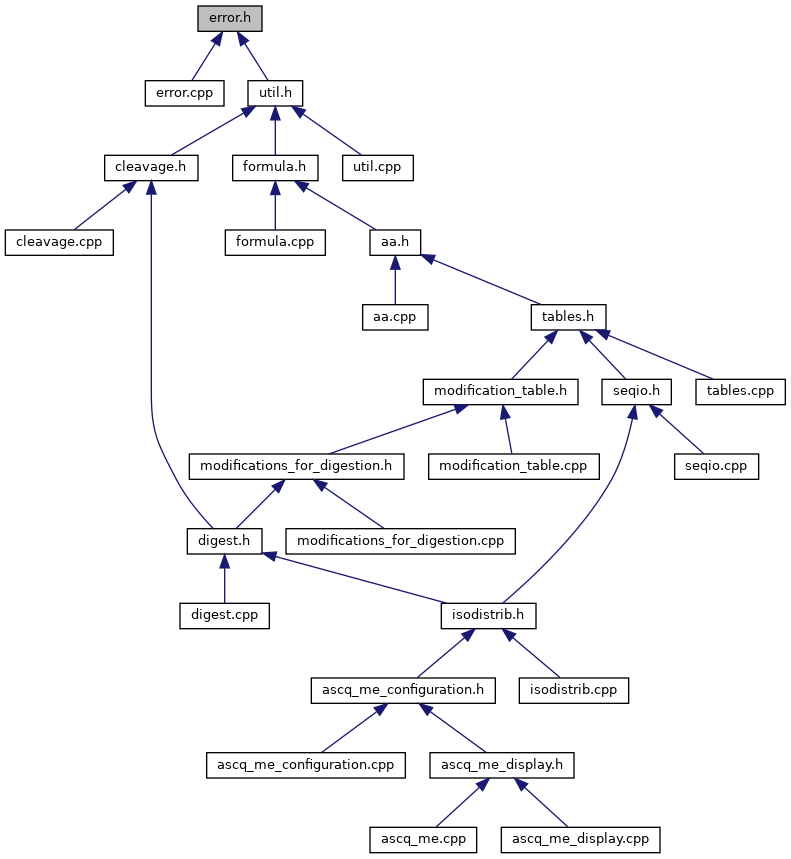 error.h
error.cpp
util.h
cleavage.h
formula.h
util.cpp
cleavage.cpp
formula.cpp
aa.h
aa.cpp
tables.h
modification_table.h
seqio.h
tables.cpp
modifications_for_digestion.h
modification_table.cpp
seqio.cpp
digest.h
modifications_for_digestion.cpp
digest.cpp
isodistrib.h
ascq_me_configuration.h
isodistrib.cpp
ascq_me_configuration.cpp
ascq_me_display.h
ascq_me.cpp
ascq_me_display.cpp